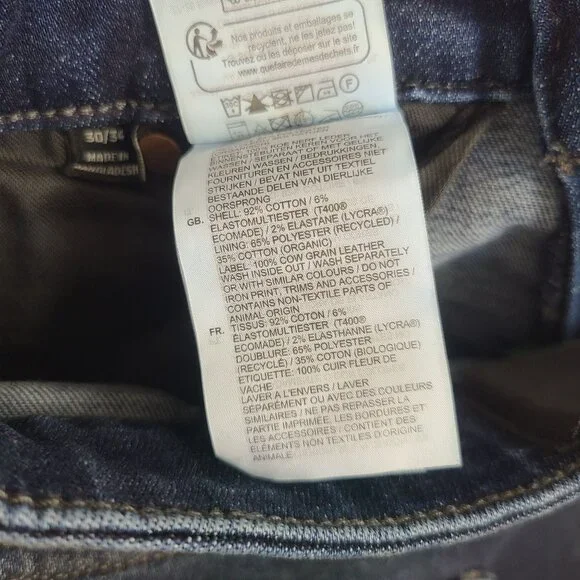 Nos produits et emballages se
recyclent, ne les jetez pas!
Trouvez où les déposer sur le site
www.quefairedemesdechets.fr
F
30/34
MADE IN
BANGLADESH
KLEUREN WASSEN / BEDRUKKINGEN
FOURNITUREN EN ACCESSOIRES NIET
STRIJKEN / BEVAT NIET UIT TEXTIEL
BESTAANDE DELEN VAN DIERLIJKE
OORSPRONG
GB. SHELL: 92% COTTON / 6%
ELASTOMULTIESTER (T400®
ECOMADE) / 2% ELASTANE (LYCRA®)
LINING: 65% POLYESTER (RECYCLED) /
35% COTTON (ORGANIC)
LABEL: 100% COW GRAIN LEATHER
WASH INSIDE OUT / WASH SEPARATELY
OR WITH SIMILAR COLOURS / DO NOT
IRON PRINT, TRIMS AND ACCESSORIES /
CONTAINS NON-TEXTILE PARTS OF
ANIMAL ORIGIN
FR. TISSUS: 92% COTON / 6%
ÉLASTOMULTIESTER (T400®
ECOMADE) / 2% ELASTHANNE (LYCRA®)
DOUBLURE: 65% POLYESTER
(RECYCLÉ) / 35% COTON (BIOLOGIQUE)
ETIQUETTE: 100% CUIR FLEUR DE
VACHE
LAVER A L'ENVERS / LAVER
SÉPARÉMENT OU AVEC DES COULEURS
SIMILAIRES / NE PAS REPASSER LA
PARTIE IMPRIMÉE, LES BORDURES ET
LES ACCESSOIRES / CONTIENT DES
ÉLÉMENTS NON TEXTILES D'ORIGINE
ANIMALE.